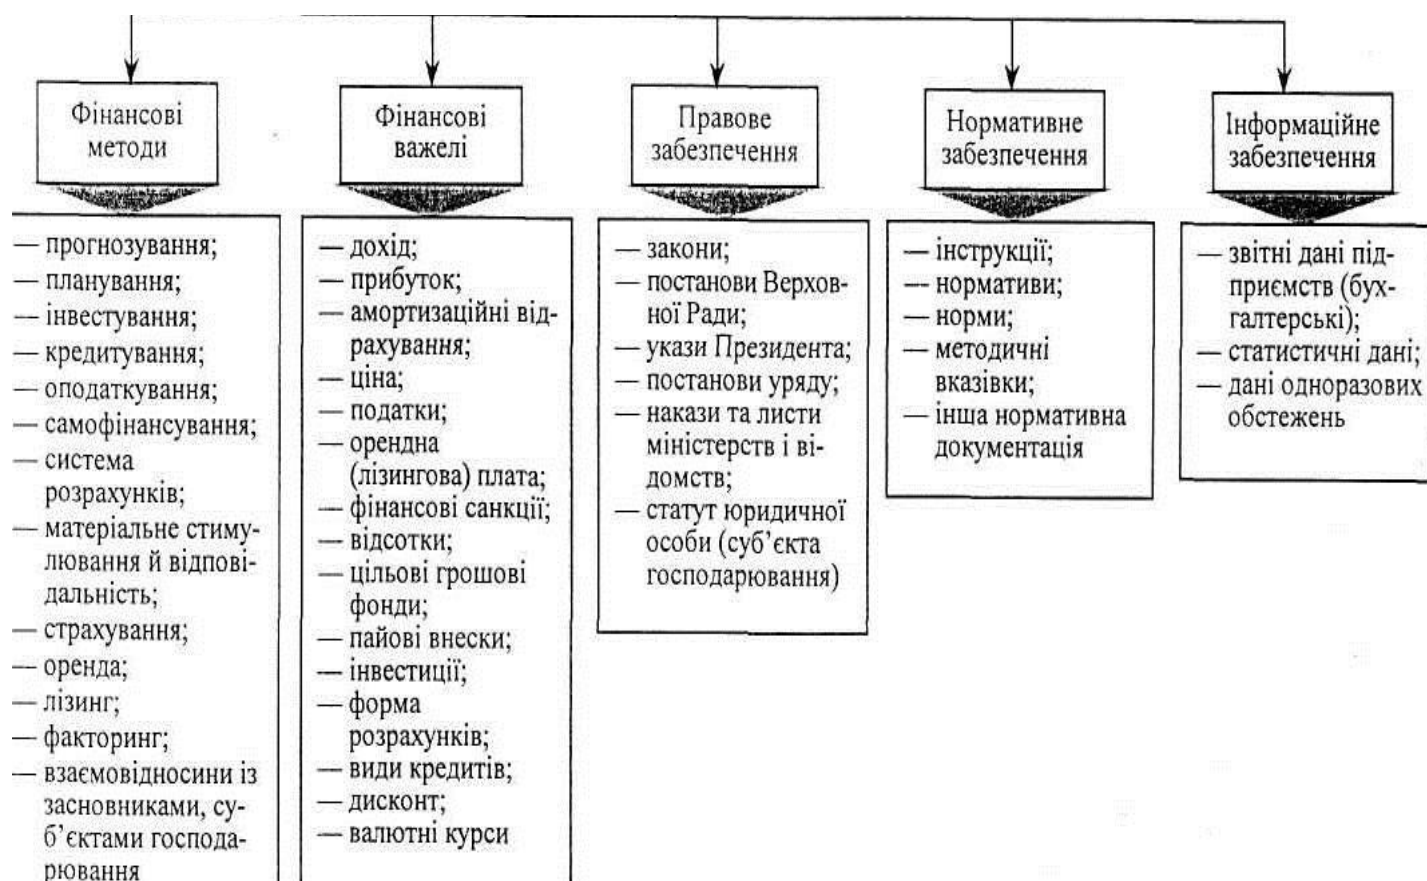 Фінансові
методи
— прогнозування;
— планування;
— інвестування;
— кредитування;
— оподаткування;
— самофінансування;
— система
розрахунків;
— матеріальне стиму-
лювання й відпові-
дальність;
— страхування;
— оренда;
— лізинг;
— факторинг;
— взаємовідносини із
засновниками, су-
б’єктами господа-
рювання
Фінансові
важелі
— дохід;
— прибуток;
— амортизаційні від-
рахування;
— ціна;
— податки;
— орендна
(лізингова) плата;
— фінансові санкції;
— відсотки;
— цільові грошові
фонди;
— пайові внески;
— інвестиції;
— форма
розрахунків;
— види кредитів;
— дисконт;
— валютні курси
Правове
забезпечення
— закони;
— постанови Верхов-
ної Ради;
— укази Президента;
— постанови уряду;
— накази та листи
міністерств і ві-
домств;
— статут юридичної
особи (суб’єкта
господарювання)
Нормативне
забезпечення
— інструкції;
— нормативи;
— норми;
— методичні
вказівки;
— інша нормативна
документація
Інформаційне
забезпечення
— звітні дані під-
приємств (бух-
галтерські);
— статистичні дані;
— дані одноразових
обстежень